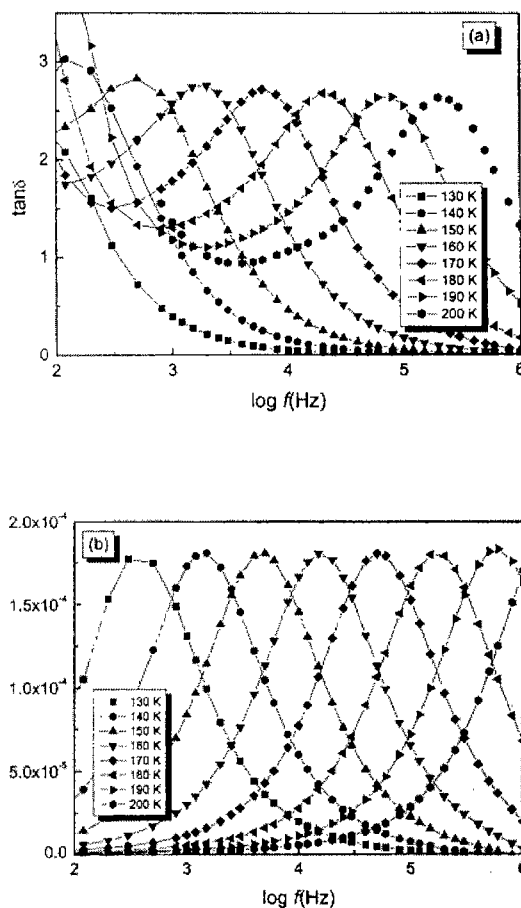 (a)
3
2
1
0
tanδ
130 K
140 K
150 K
160 K
170 K
180 K
190 K
200 K
2 3 4 5 6
log f(Hz)
(b)
2.0x10-4
1.5x10-4
1.0x10-4
5.0x10-5
0.0
130 K
140 K
150 K
160 K
170 K
180 K
190 K
200 K
2 3 4 5 6
log f(Hz)